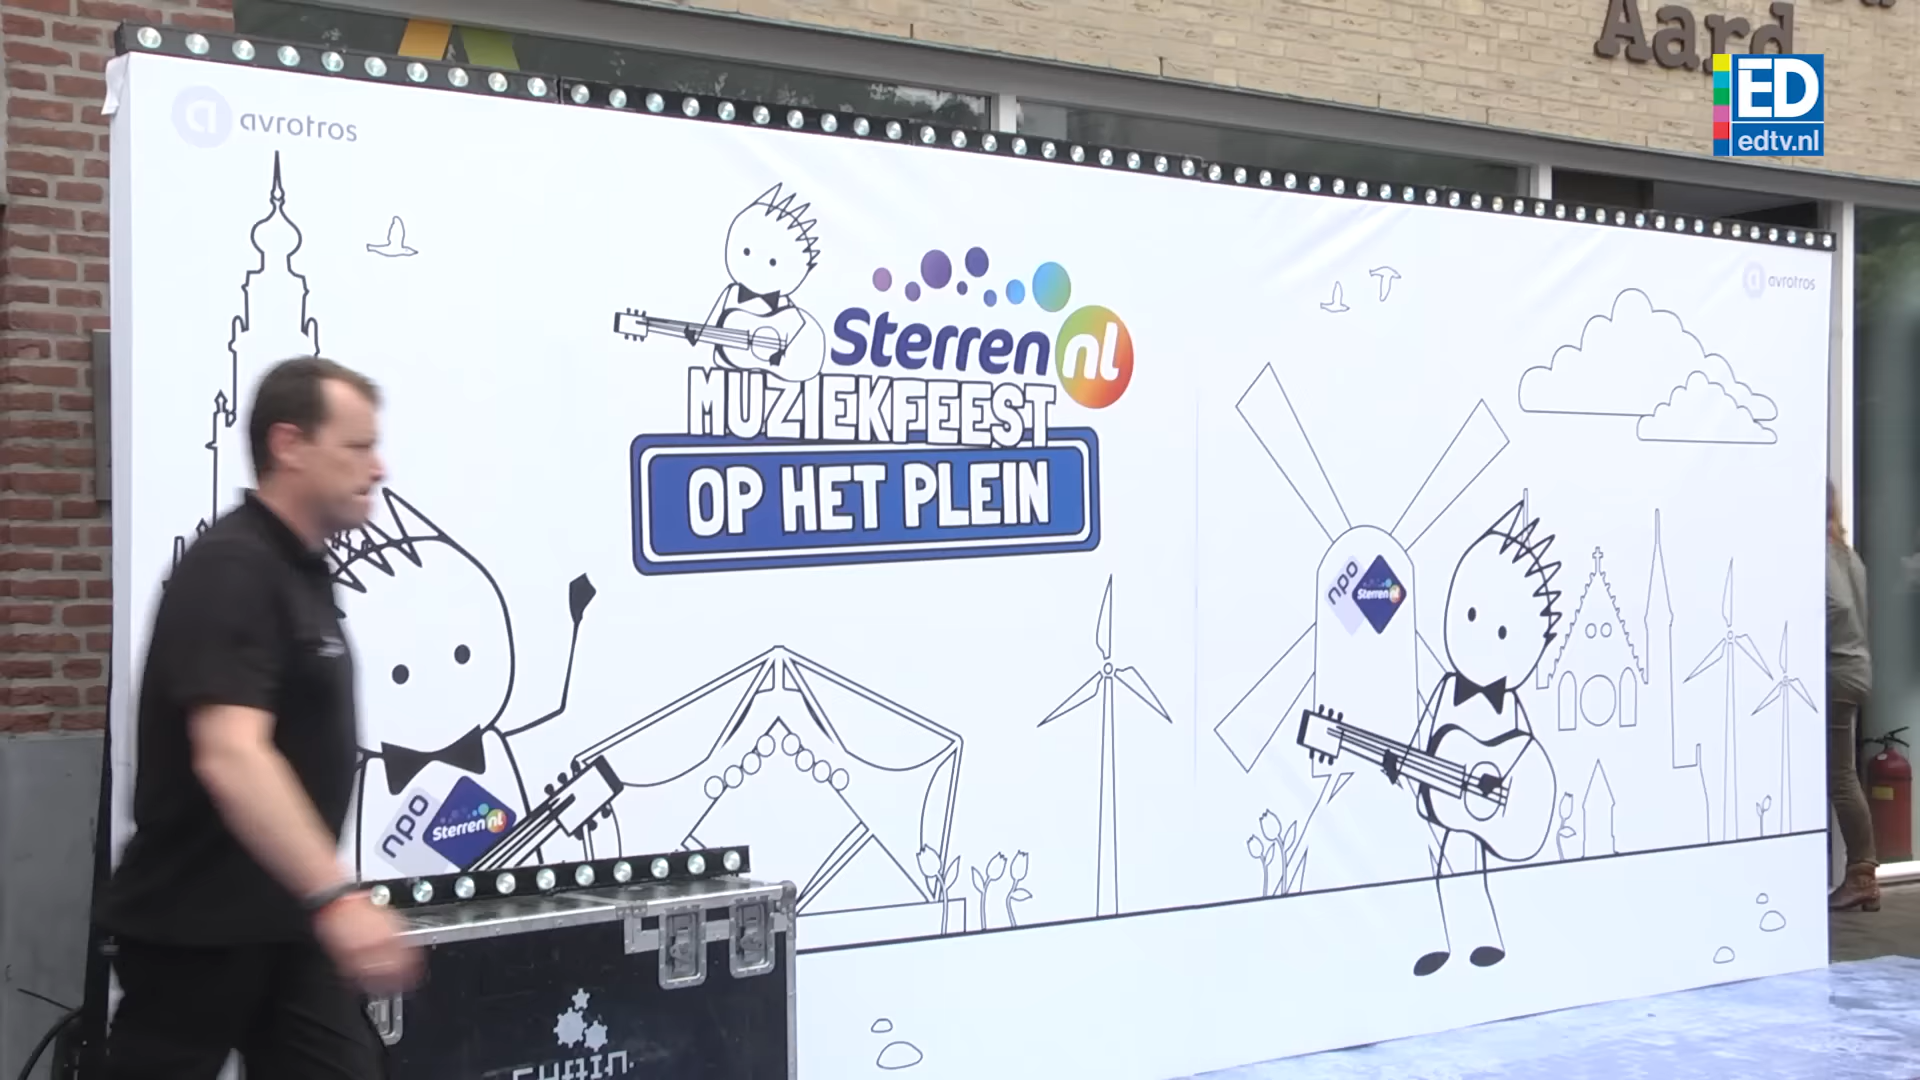 Aard
ED
edtv.nl
avrotros
avrotros
Sterren nl
MUZIEKFEEST
OP HET PLEIN
npo
Sterren nl
npo
Sterren nl